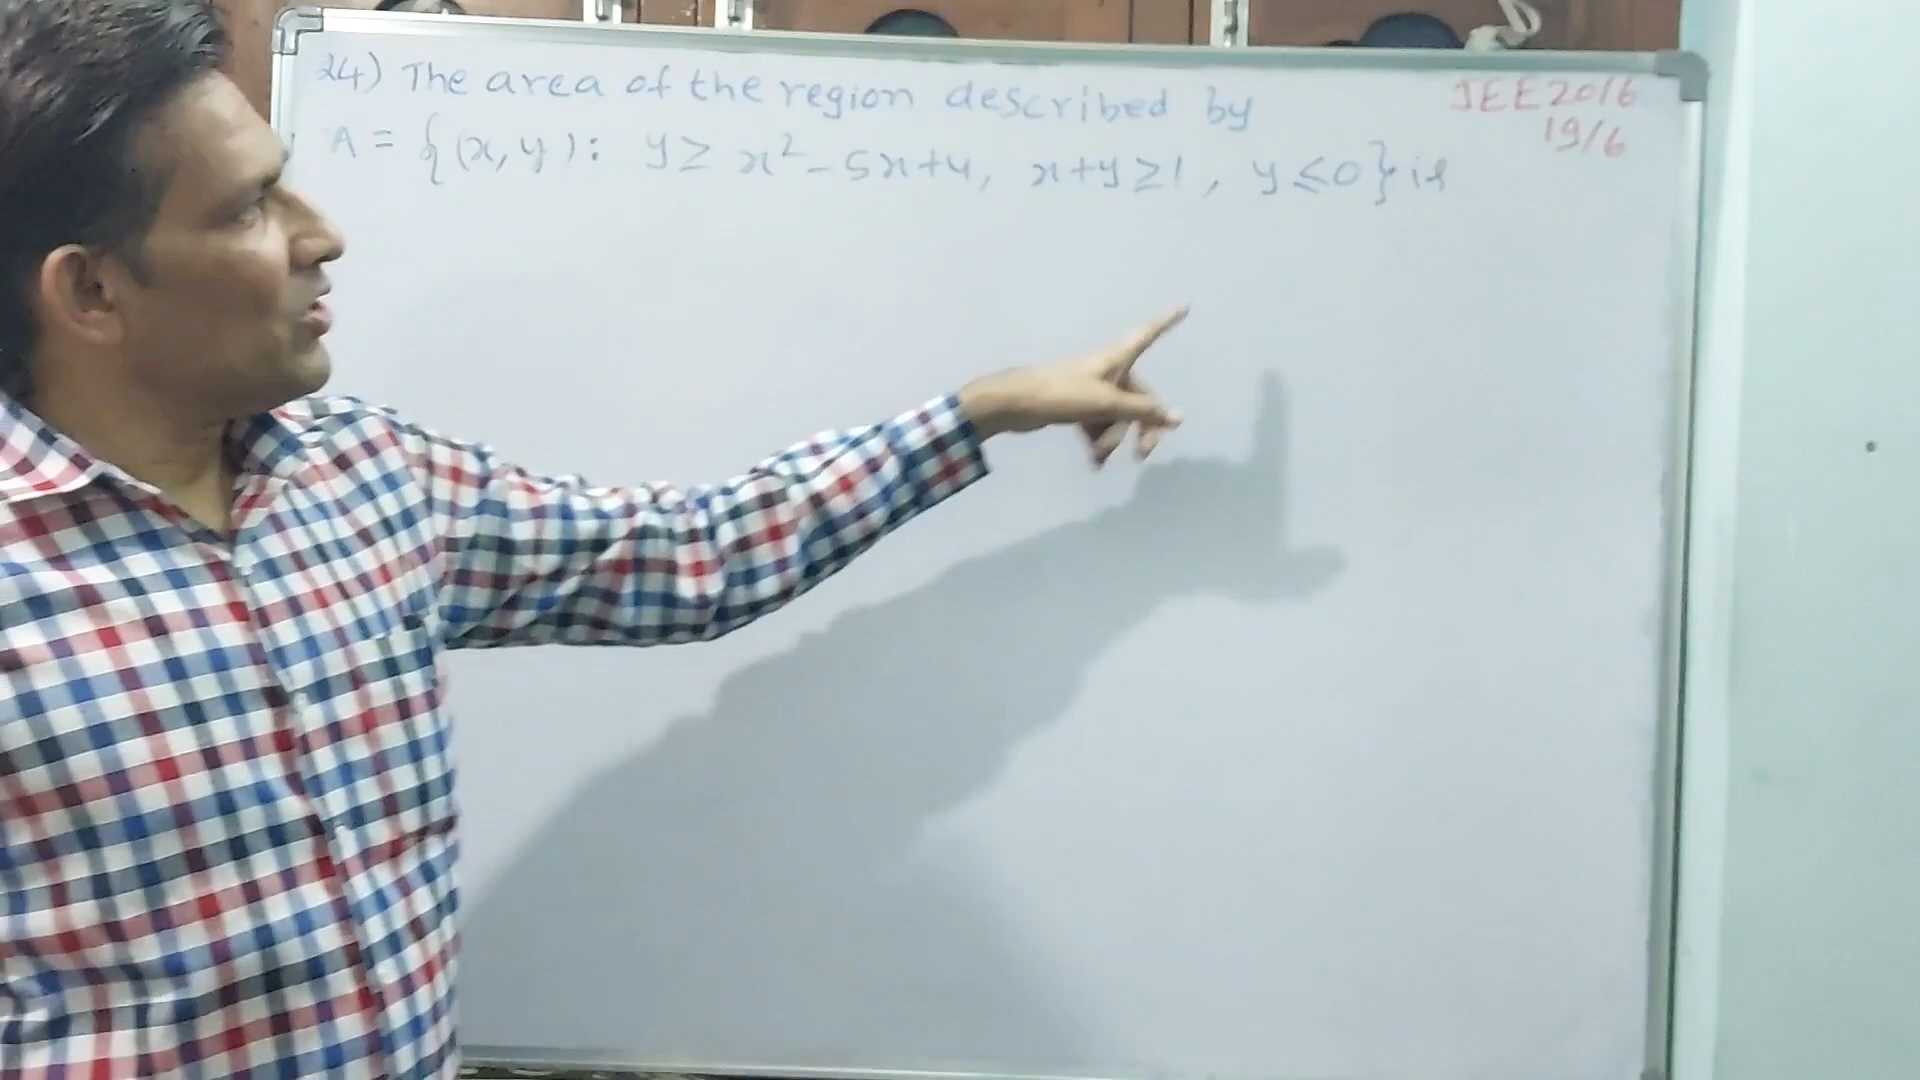 24) The area of the region described by
A = {(x, y): y ≥ x² - 5x+4, x+y ≥ 1, y ≤ 0} is
JEE 2016
19/6